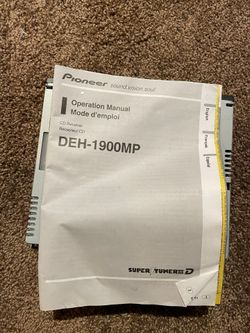 Pioneer sound.vision.soul
Operation Manual
Mode d'emploi
CD Receiver
Récepteur CD
DEH-1900MP
English
Français
Español
SUPER TUNER III D